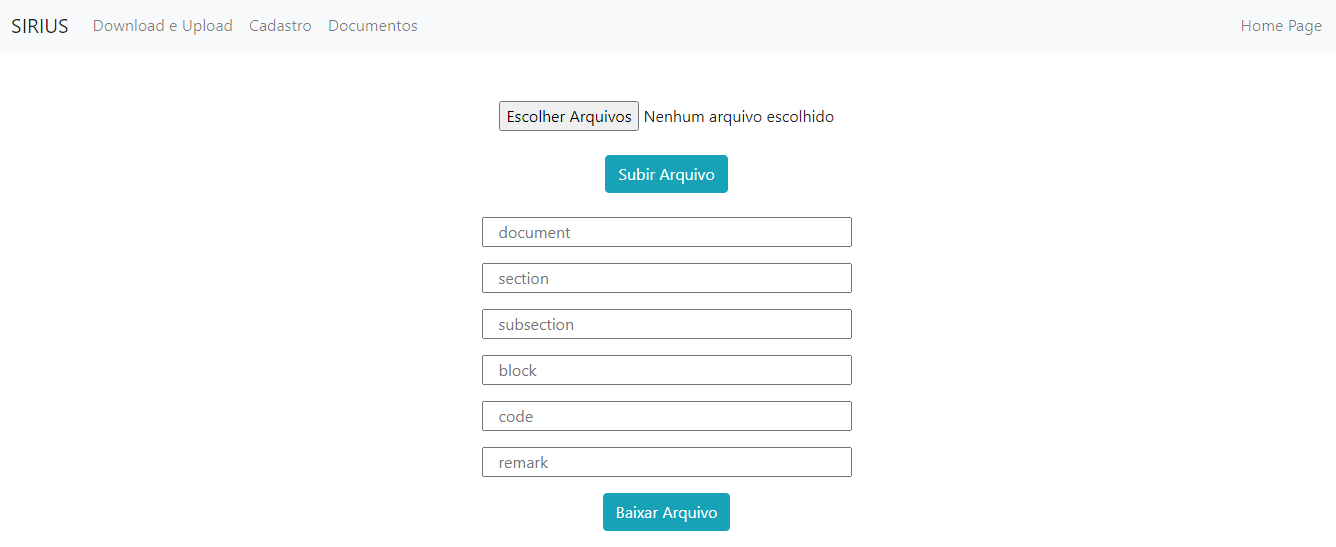 SIRIUS Download e Upload Cadastro Documentos Home Page
Escolher Arquivos Nenhum arquivo escolhido
Subir Arquivo
document
section
subsection
block
code
remark
Baixar Arquivo